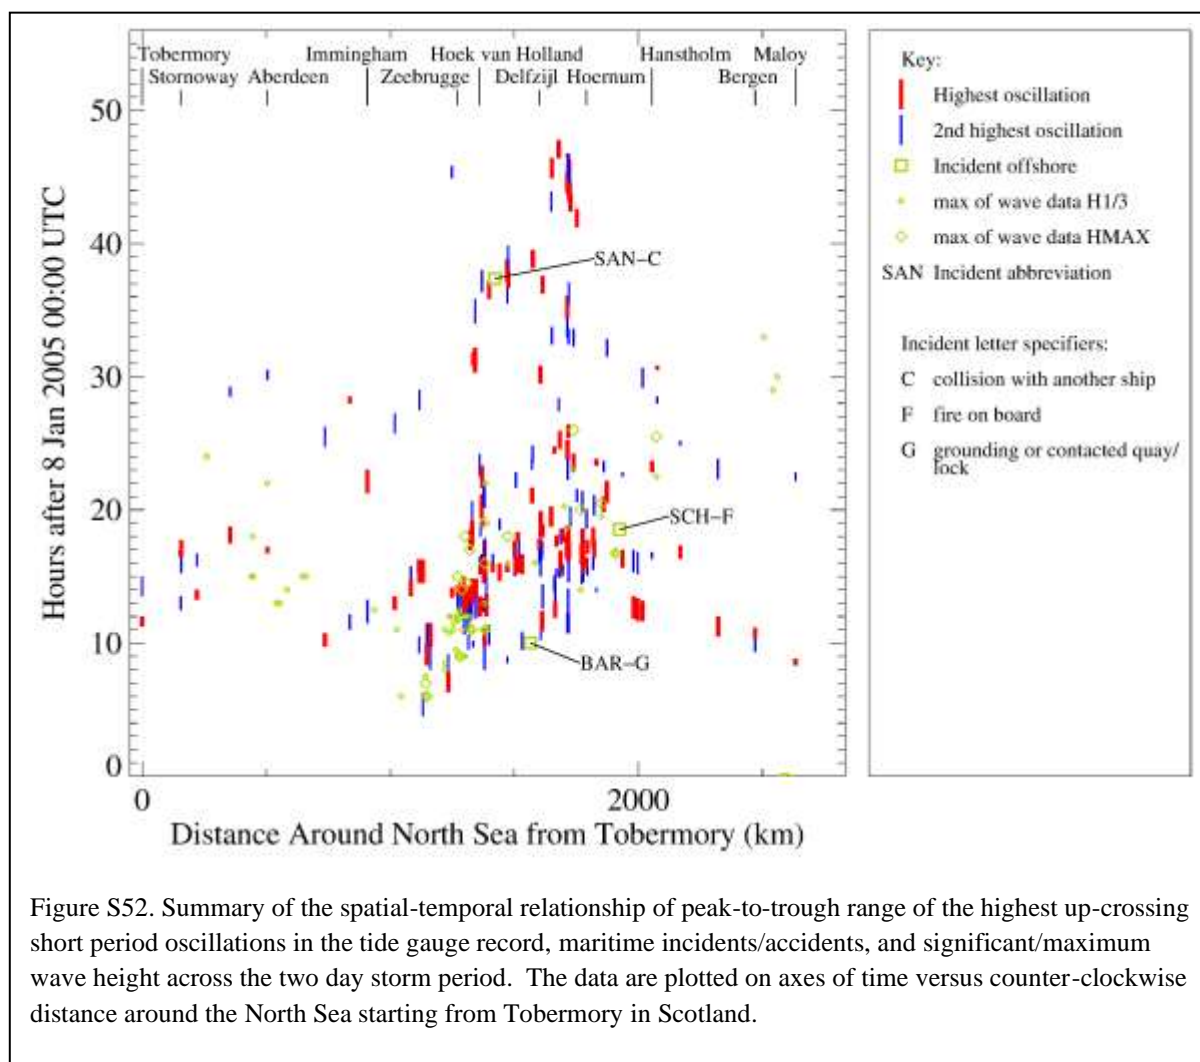 Tobermory Immingham Hoek van Holland Hanstholm Maloy
Stornoway Aberdeen Zeebrugge Delfzijl Hoernum Bergen
50
40
30
20
10
0
Hours after 8 Jan 2005 00:00 UTC
SAN-C
SCH-F
BAR-G
0 2000
Distance Around North Sea from Tobermory (km)
Key:
Highest oscillation
2nd highest oscillation
Incident offshore
max of wave data H1/3
max of wave data HMAX
SAN Incident abbreviation
Incident letter specifiers:
C collision with another ship
F fire on board
G grounding or contacted quay/
lock
Figure S52. Summary of the spatial-temporal relationship of peak-to-trough range of the highest up-crossing
short period oscillations in the tide gauge record, maritime incidents/accidents, and significant/maximum
wave height across the two day storm period. The data are plotted on axes of time versus counter-clockwise
distance around the North Sea starting from Tobermory in Scotland.